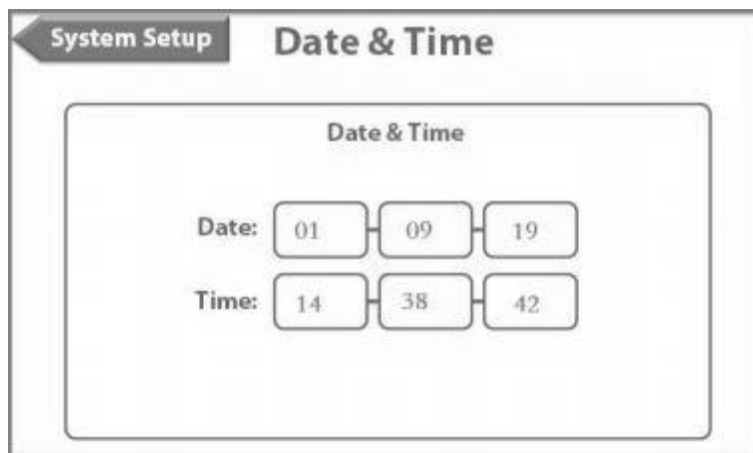 System Setup
Date & Time
Date & Time
Date: 01 - 09 - 19
Time: 14 - 38 - 42